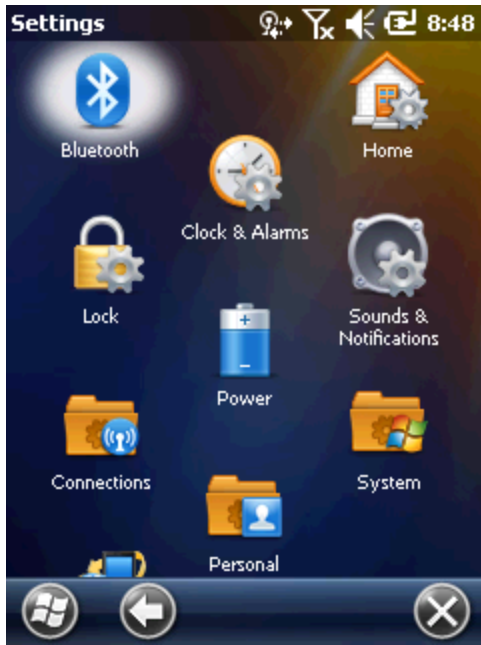 Settings 8:48
Bluetooth
Home
Clock & Alarms
Lock
Sounds &
Notifications
Power
Connections
System
Personal